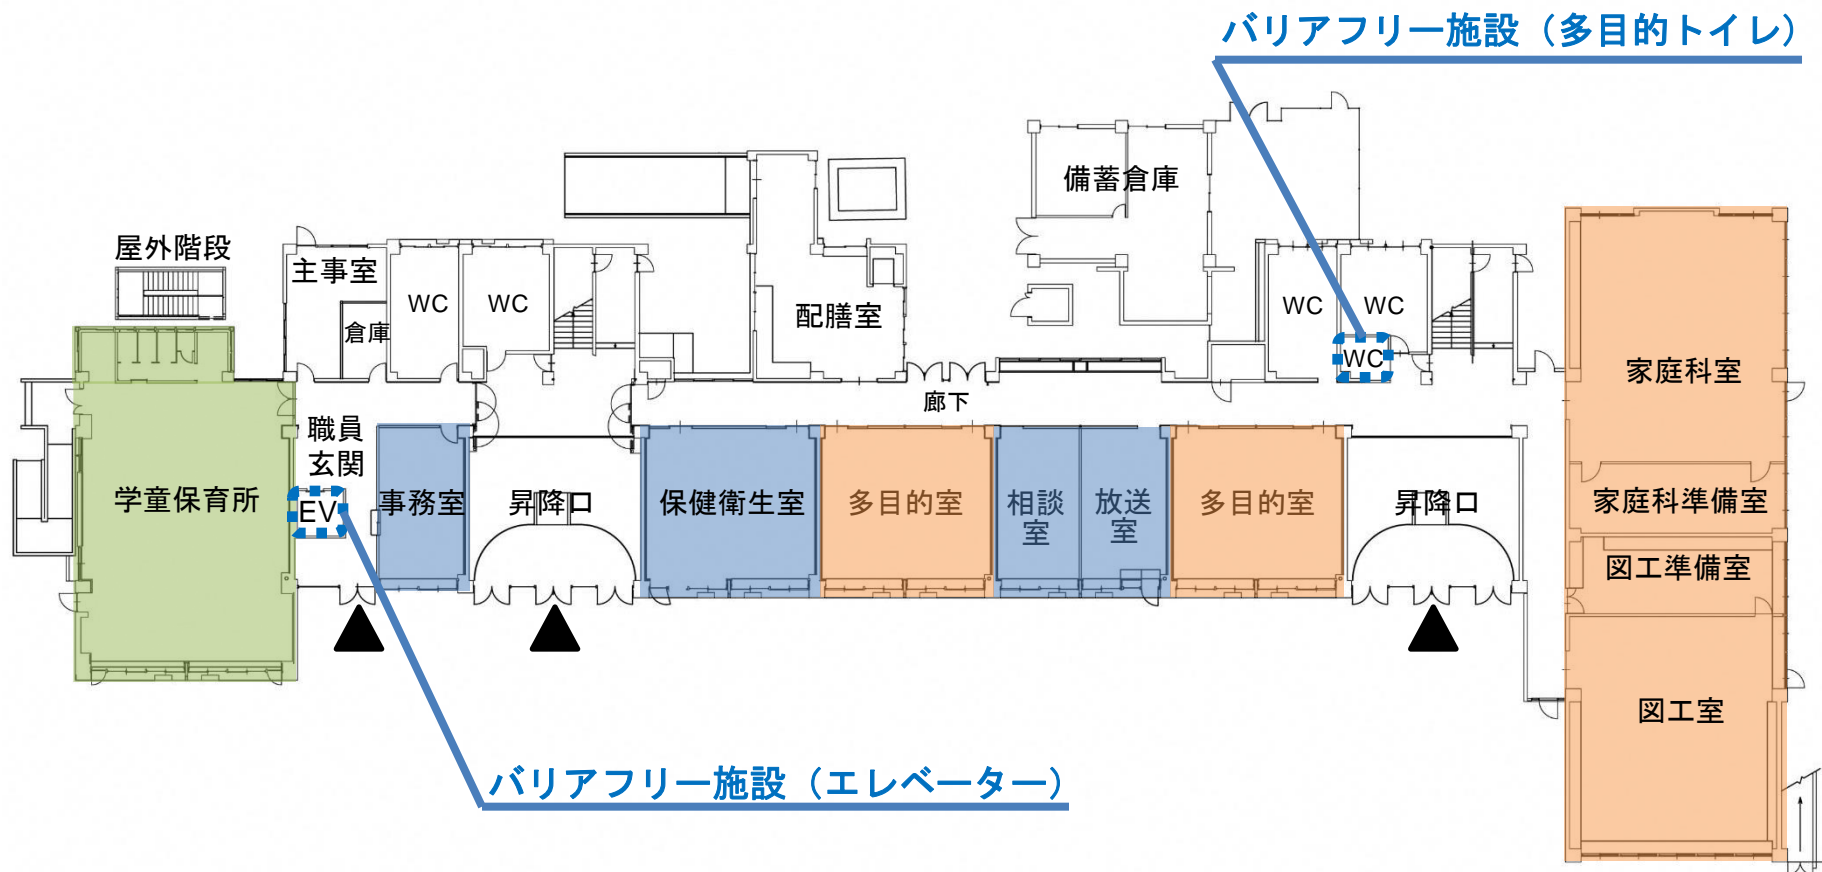 バリアフリー施設（多目的トイレ）
備蓄倉庫
屋外階段
主事室
倉庫
WC
WC
配膳室
WC
WC
WC
家庭科室
廊下
職員
玄関
学童保育所
EV
事務室
昇降口
保健衛生室
多目的室
相談
室
放送
室
多目的室
昇降口
家庭科準備室
図工準備室
図工室
バリアフリー施設（エレベーター）